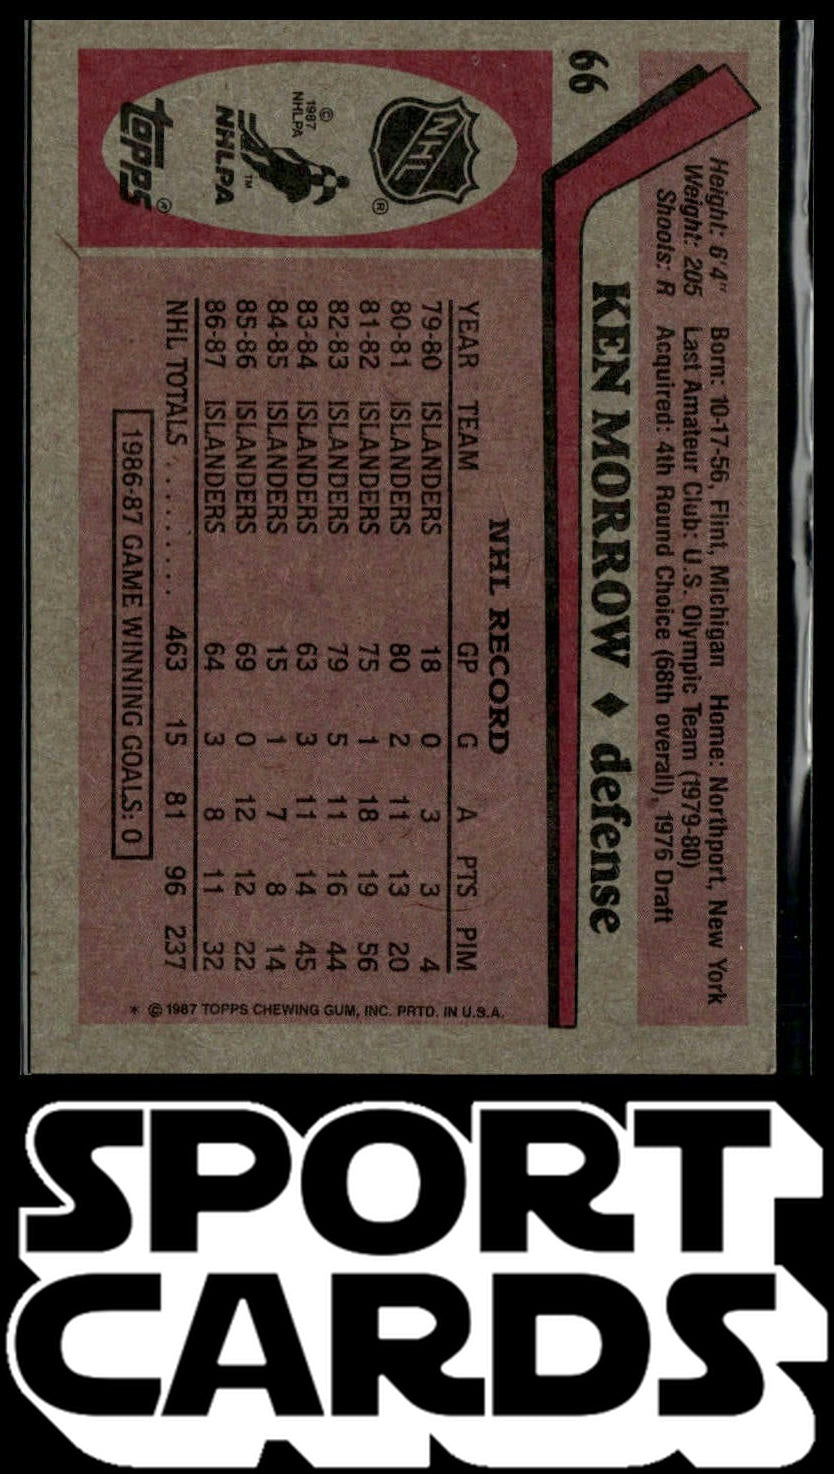 66
Height: 6'4" Born: 10-17-56, Flint, Michigan Home: Northport, New York
Weight: 205 Last Amateur Club: U.S. Olympic Team (1979-80)
Shoots: R Acquired: 4th Round Choice (68th overall), 1976 Draft
KEN MORROW ♦ defense
NHL
®
© 1987
NHLPA
NHLPA
™
topps
®
NHL RECORD
YEAR TEAM GP G A PTS PIM
79-80 ISLANDERS 18 0 3 3 4
80-81 ISLANDERS 80 2 11 13 20
81-82 ISLANDERS 75 1 18 19 56
82-83 ISLANDERS 79 5 11 16 44
83-84 ISLANDERS 63 3 11 14 45
84-85 ISLANDERS 15 1 7 8 14
85-86 ISLANDERS 69 0 12 12 22
86-87 ISLANDERS 64 3 8 11 32
NHL TOTALS . . . . . . . . . 463 15 81 96 237
1986-87 GAME WINNING GOALS: 0
* © 1987 TOPPS CHEWING GUM, INC. PRTD. IN U.S.A.
SPORT
CARDS